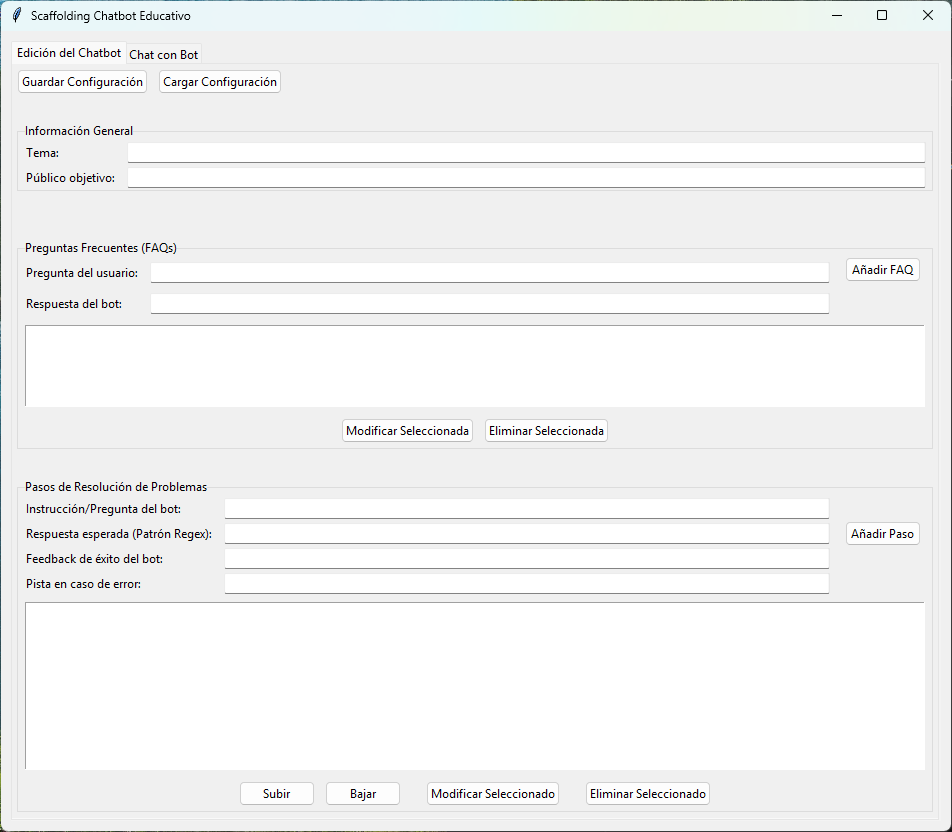 Scaffolding Chatbot Educativo
Edición del Chatbot Chat con Bot
Guardar Configuración Cargar Configuración
Información General
Tema:
Público objetivo:
Preguntas Frecuentes (FAQs)
Pregunta del usuario: Añadir FAQ
Respuesta del bot:
Modificar Seleccionada Eliminar Seleccionada
Pasos de Resolución de Problemas
Instrucción/Pregunta del bot:
Respuesta esperada (Patrón Regex): Añadir Paso
Feedback de éxito del bot:
Pista en caso de error:
Subir Bajar Modificar Seleccionado Eliminar Seleccionado